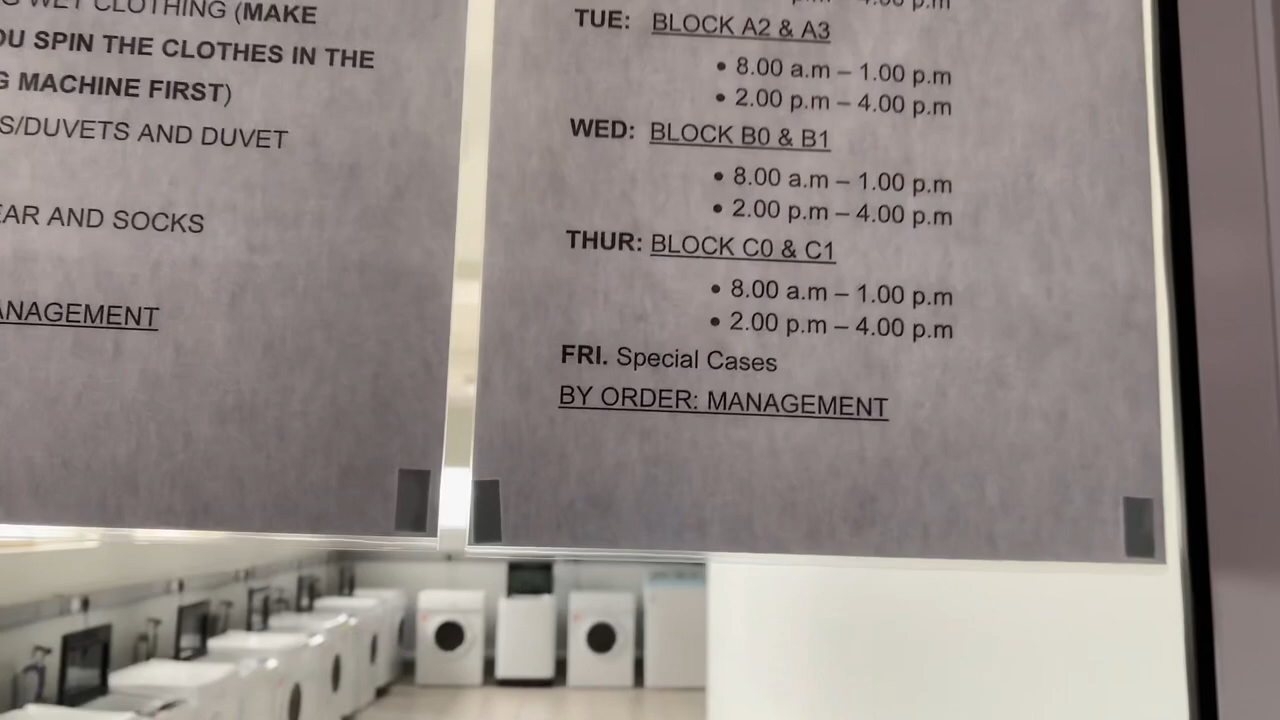 WET CLOTHING (MAKE
OU SPIN THE CLOTHES IN THE
G MACHINE FIRST)
S/DUVETS AND DUVET
EAR AND SOCKS
ANAGEMENT
TUE: BLOCK A2 & A3
• 8.00 a.m – 1.00 p.m
• 2.00 p.m – 4.00 p.m
WED: BLOCK B0 & B1
• 8.00 a.m – 1.00 p.m
• 2.00 p.m – 4.00 p.m
THUR: BLOCK C0 & C1
• 8.00 a.m – 1.00 p.m
• 2.00 p.m – 4.00 p.m
FRI. Special Cases
BY ORDER: MANAGEMENT